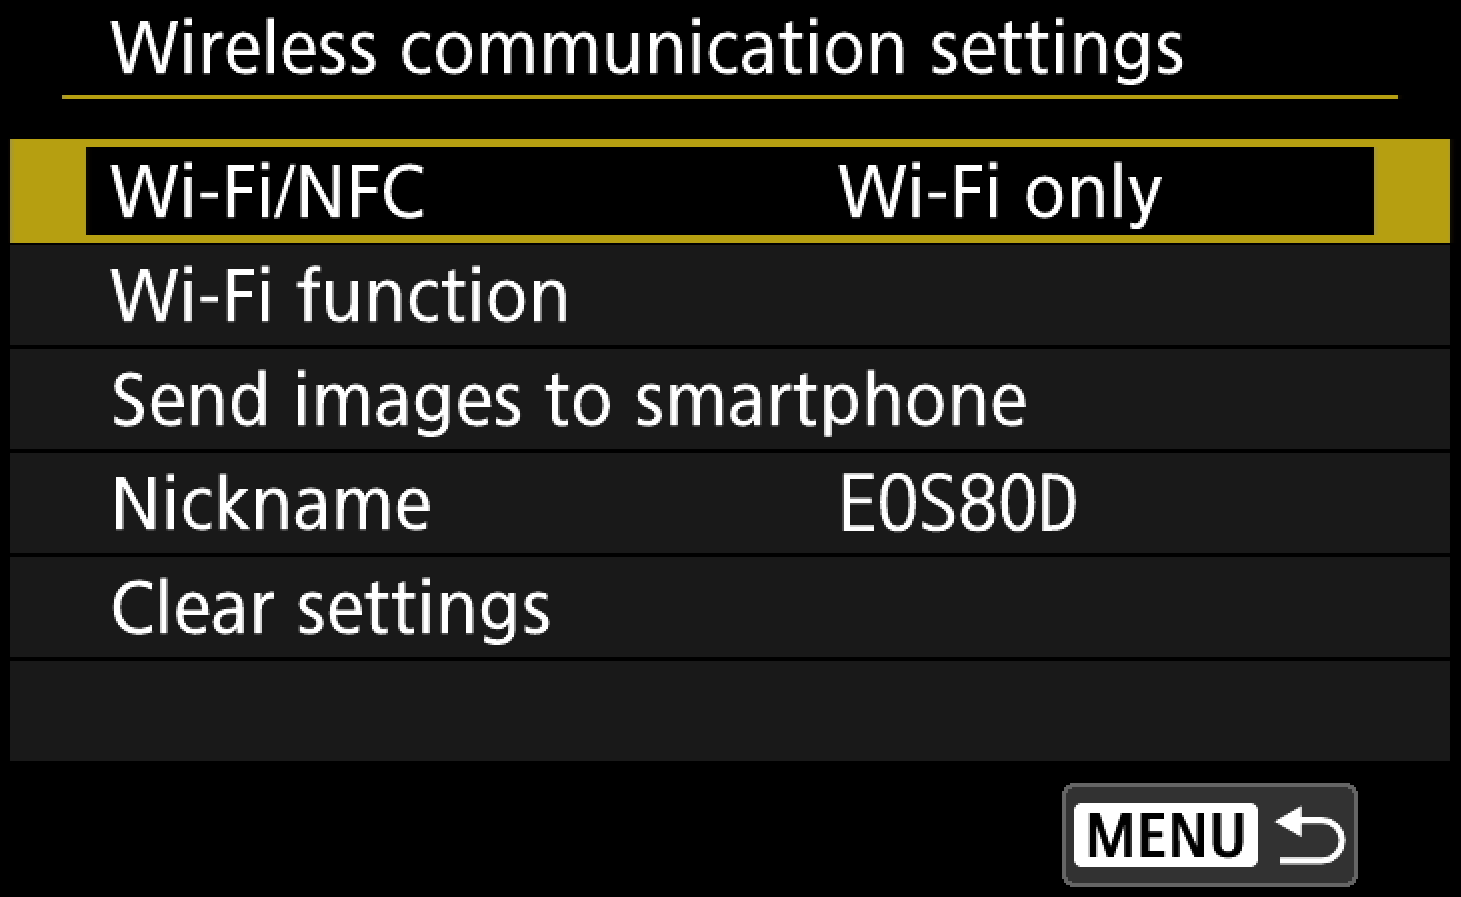 Wireless communication settings
Wi-Fi/NFC Wi-Fi only
Wi-Fi function
Send images to smartphone
Nickname EOS80D
Clear settings
MENU